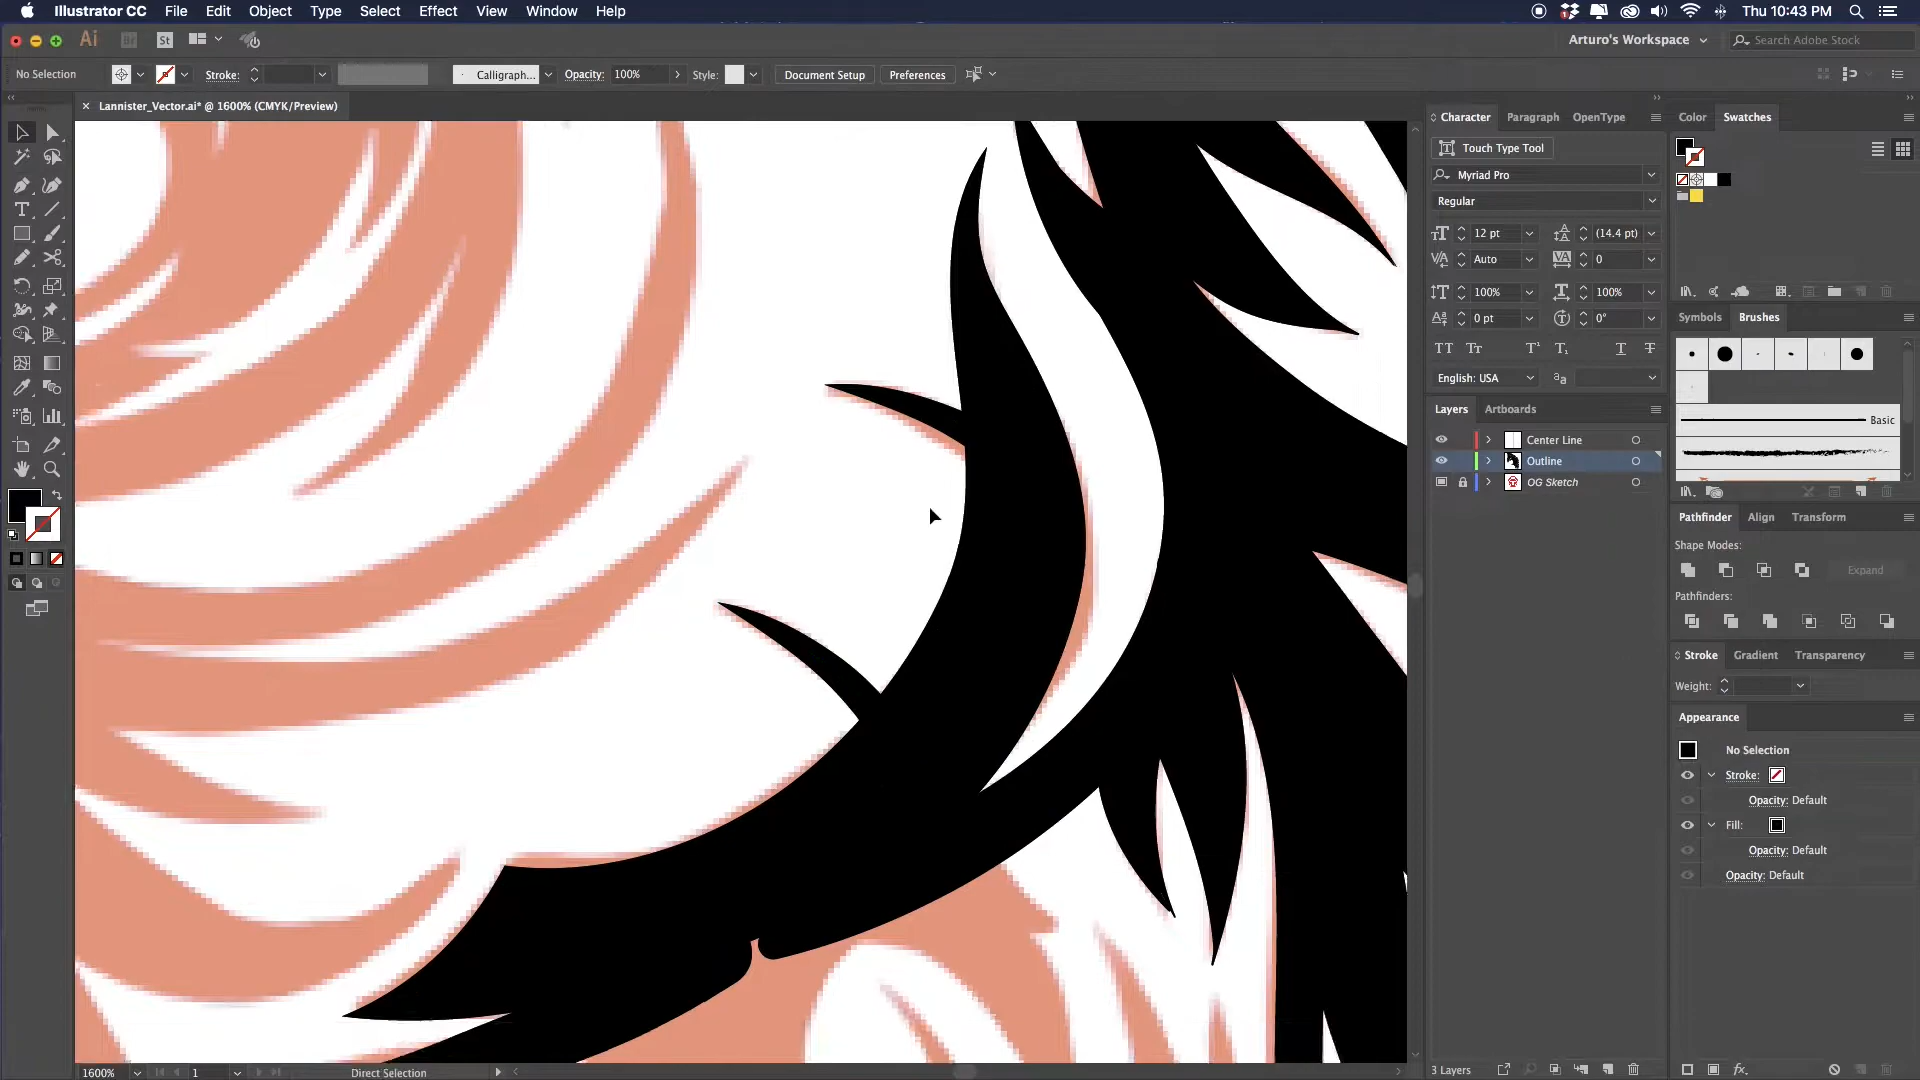 Illustrator CC File Edit Object Type Select Effect View Window Help Thu 10:43 PM
Ai Br St Arturo's Workspace Search Adobe Stock
No Selection Stroke: Calligraph... Opacity: 100% Style: Document Setup Preferences
× Lannister_Vector.ai* @ 1600% (CMYK/Preview)
Character Paragraph OpenType
Touch Type Tool
Myriad Pro
Regular
12 pt (14.4 pt)
Auto 0
100% 100%
0 pt 0°
English: USA
Layers Artboards
Center Line
Outline
OG Sketch
Color Swatches
Symbols Brushes
Basic
Pathfinder Align Transform
Shape Modes:
Expand
Pathfinders:
Stroke Gradient Transparency
Weight:
Appearance
No Selection
Stroke:
Opacity: Default
Fill:
Opacity: Default
Opacity: Default
1600% 1 Direct Selection
3 Layers